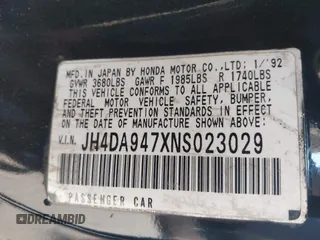 MFD. IN JAPAN BY HONDA MOTOR CO., LTD; 1/'92
GVWR 3680LBS GAWR F 1985LBS R 1740LBS
THIS VEHICLE CONFORMS TO ALL APPLICABLE
FEDERAL MOTOR VEHICLE SAFETY, BUMPER,
AND THEFT PREVENTION STANDARDS IN EFFECT
ON THE DATE OF MANUFACTURE SHOWN ABOVE.
V.I.N. JH4DA947XNS023029
PASSENGER CAR
DREAMBID